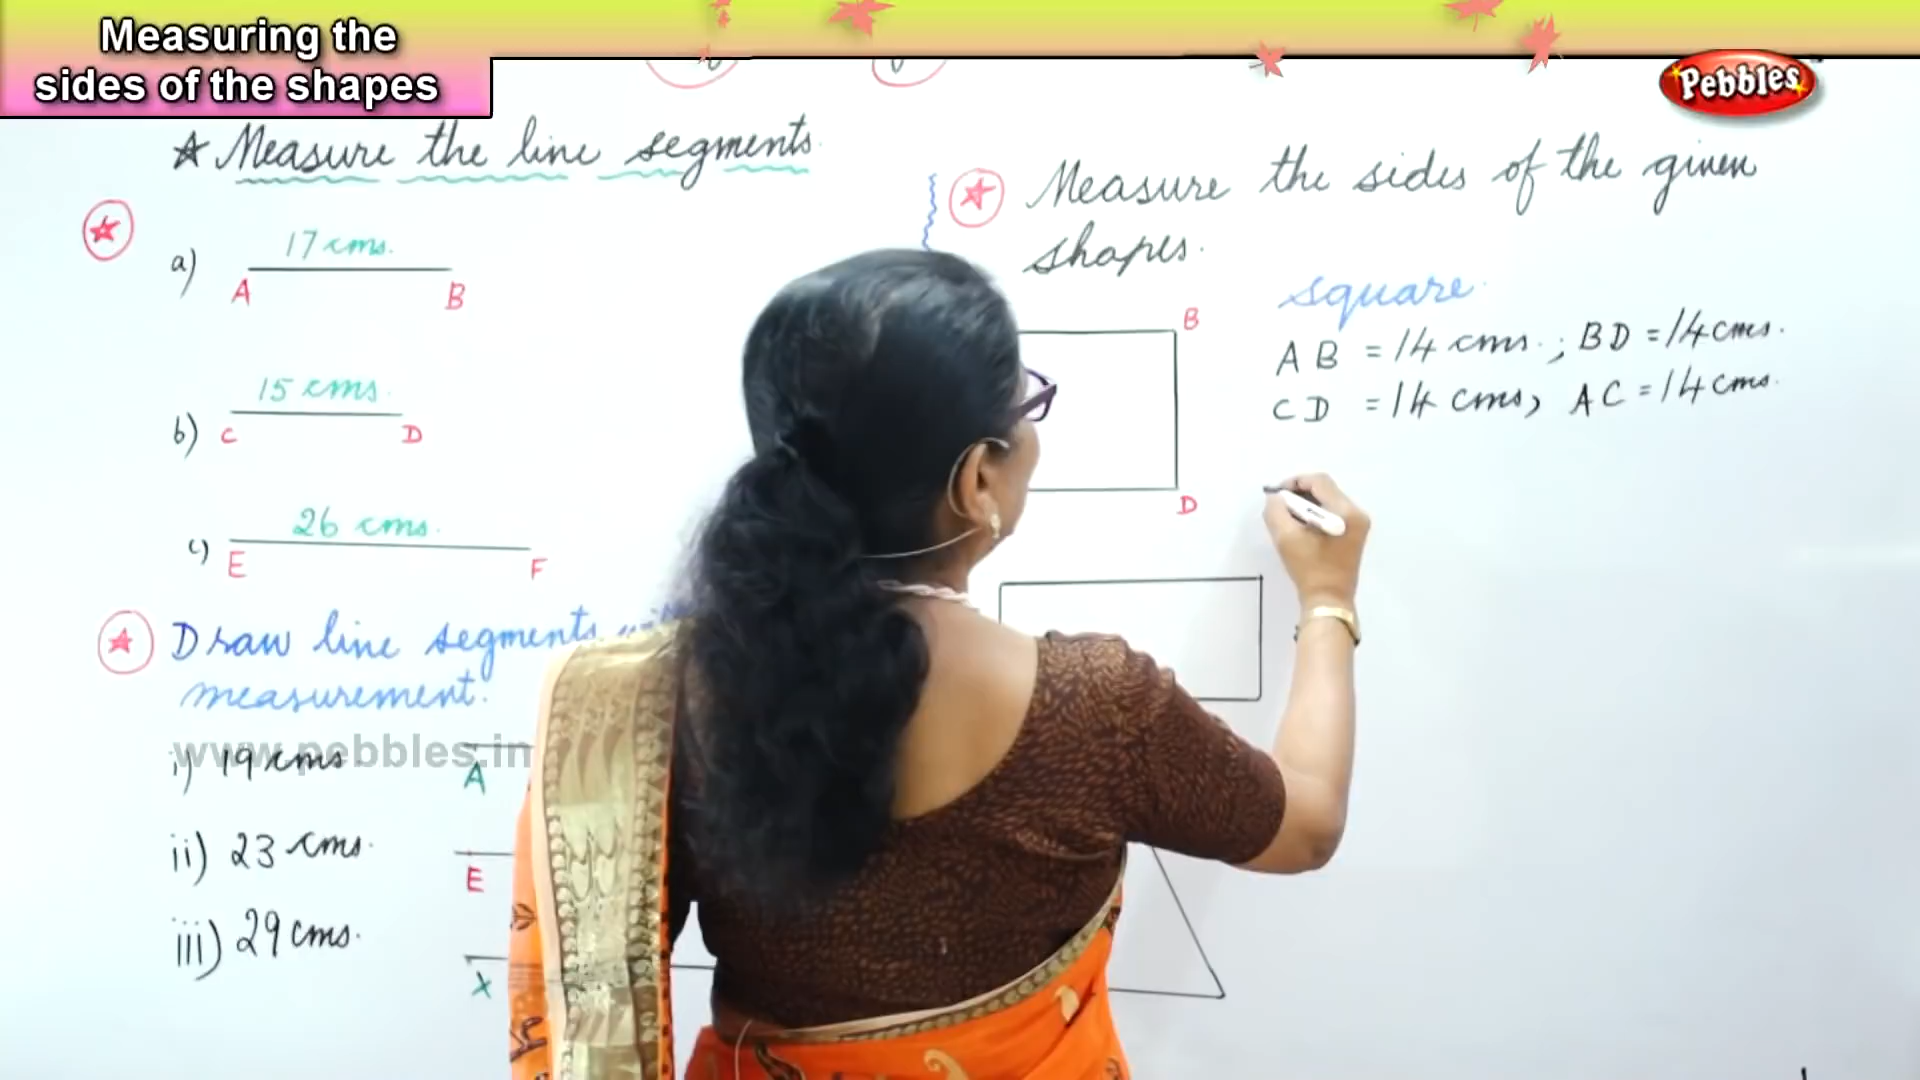 Measuring the
sides of the shapes
Pebbles
Measure the line segments.
a) 17 cms.
A B
b) 15 cms.
C D
c) 26 cms.
E F
Draw line segments
measurement.
www.pebbles.in
i) 19 cms.
A
ii) 23 cms.
E
iii) 29 cms.
X
Measure the sides of the given
shapes.
B
D
square.
AB = 14 cms. ; BD = 14 cms.
CD = 14 cms, AC = 14 cms.